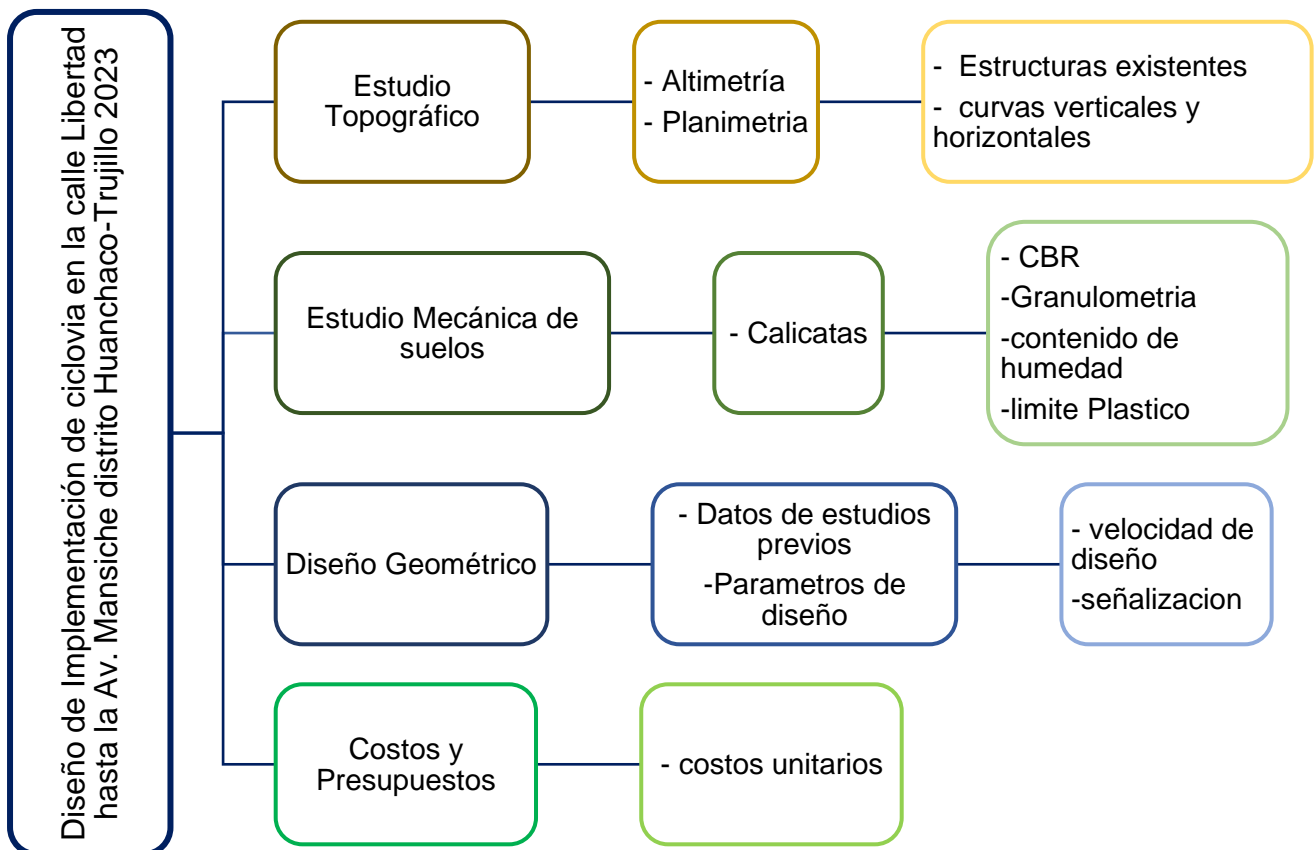 Diseño de Implementación de ciclovia en la calle Libertad
hasta la Av. Mansiche distrito Huanchaco-Trujillo 2023
Estudio
Topográfico
- Altimetría
- Planimetria
- Estructuras existentes
- curvas verticales y
horizontales
Estudio Mecánica de
suelos
- Calicatas
- CBR
-Granulometria
-contenido de
humedad
-limite Plastico
Diseño Geométrico
- Datos de estudios
previos
-Parametros de
diseño
- velocidad de
diseño
-señalizacion
Costos y
Presupuestos
- costos unitarios